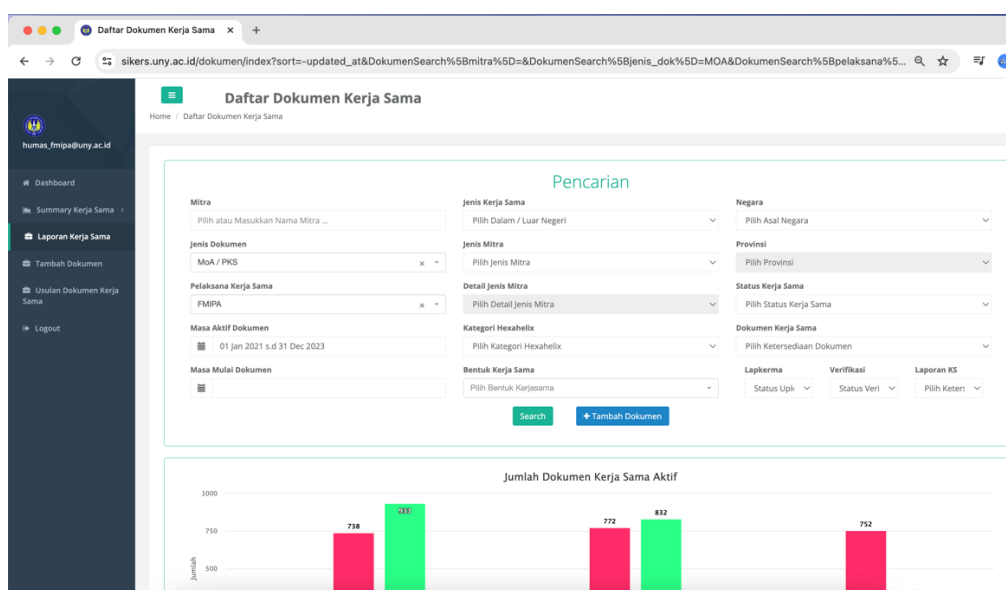 Daftar Dokumen Kerja Sama × +
sikers.uny.ac.id/dokumen/index?sort=-updated_at&DokumenSearch%5Bmitra%5D=&DokumenSearch%5Bjenis_dok%5D=MOA&DokumenSearch%5Bpelaksana%5...
humas_fmipa@uny.ac.id
Dashboard
Summary Kerja Sama <
Laporan Kerja Sama
Tambah Dokumen
Usulan Dokumen Kerja
Sama
Logout
Daftar Dokumen Kerja Sama
Home / Daftar Dokumen Kerja Sama
Pencarian
Mitra Jenis Kerja Sama Negara
Pilih atau Masukkan Nama Mitra ... Pilih Dalam / Luar Negeri Pilih Asal Negara
Jenis Dokumen Jenis Mitra Provinsi
MoA / PKS × Pilih Jenis Mitra Pilih Provinsi
Pelaksana Kerja Sama Detail Jenis Mitra Status Kerja Sama
FMIPA × Pilih Detail Jenis Mitra Pilih Status Kerja Sama
Masa Aktif Dokumen Kategori Hexahelix Dokumen Kerja Sama
01 Jan 2021 s.d 31 Dec 2023 Pilih Kategori Hexahelix Pilih Ketersediaan Dokumen
Masa Mulai Dokumen Bentuk Kerja Sama Lapkerma Verifikasi Laporan KS
Pilih Bentuk Kerjasama Status Upl Status Veri Pilih Keter
Search + Tambah Dokumen
Jumlah Dokumen Kerja Sama Aktif
1000
933
832
772
738
752
750
500
Jumlah